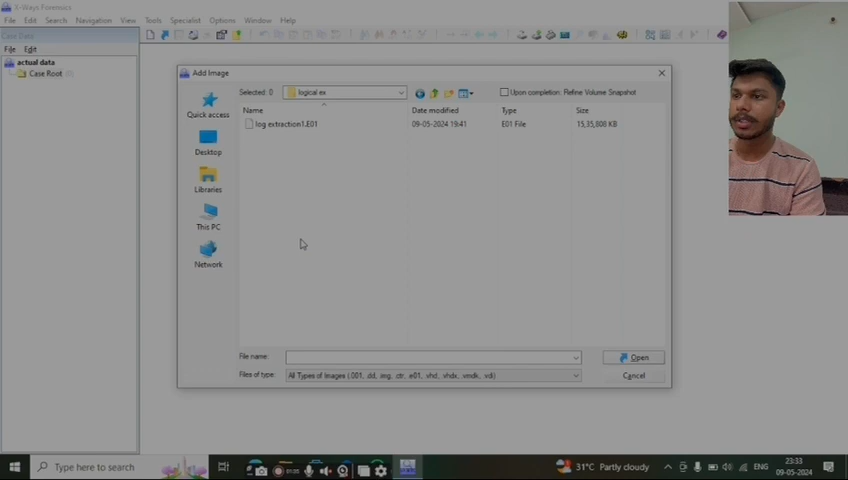 X-Ways Forensics
File Edit Search Navigation View Tools Specialist Options Window Help
Case Data
File Edit
actual data
Case Root
Add Image
Selected: 0 logical ex Upon completion: Refine Volume Snapshot
Name Date modified Type Size
log extraction1.E01 09-05-2024 19:41 E01 File 15,35,808 KB
Quick access
Desktop
Libraries
This PC
Network
File name: Open
Files of type: All Types of Images (.001, .dd, .img, .ctr, .e01, .vhd, .vhdx, .vmdk, .vdi) Cancel
Type here to search 31°C Partly cloudy ENG 23:33
09-05-2024